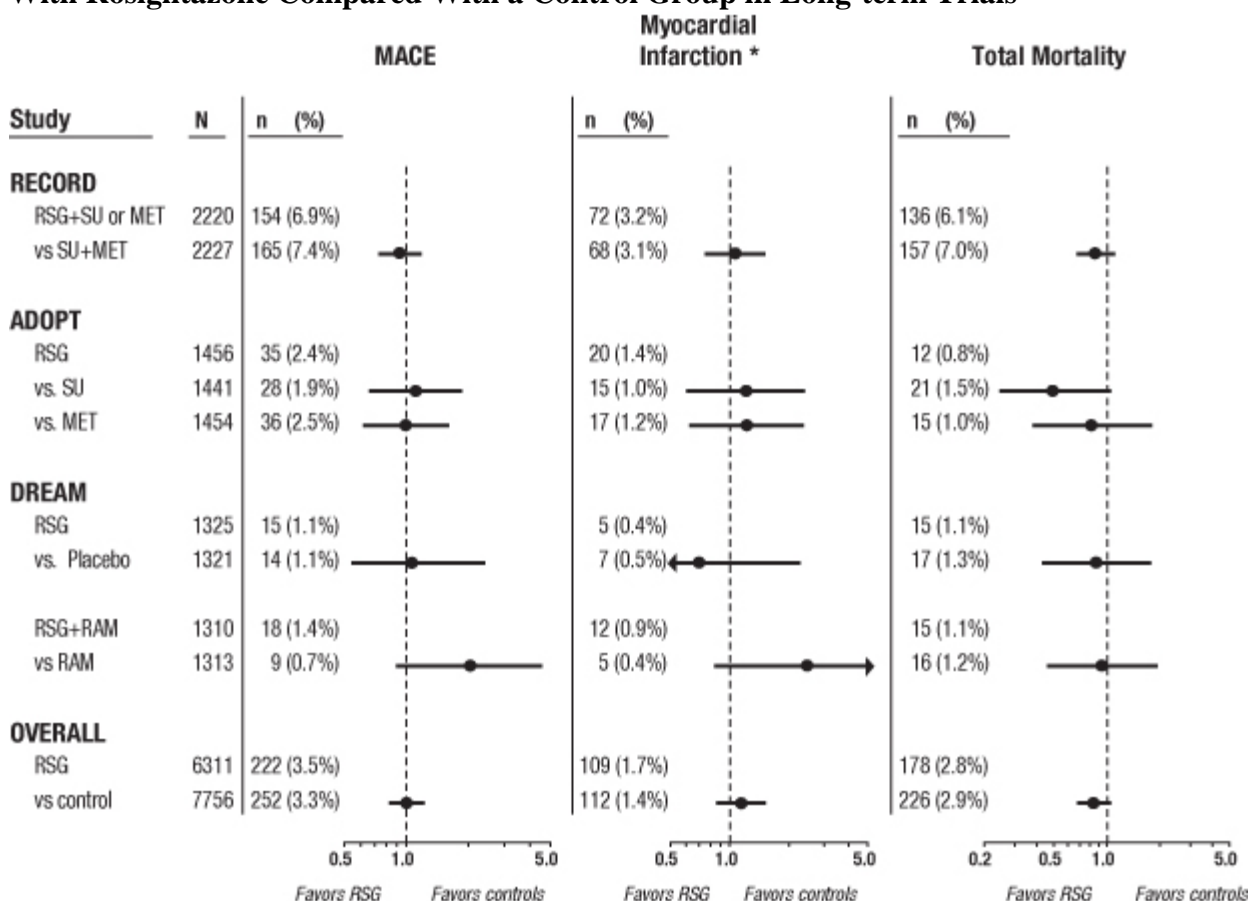 With Rosiglitazone Compared With a Control Group in Long-term Trials
MACE
Myocardial
Infarction *
Total Mortality
Study N n (%) n (%) n (%)
RECORD
RSG+SU or MET 2220 154 (6.9%) 72 (3.2%) 136 (6.1%)
vs SU+MET 2227 165 (7.4%) 68 (3.1%) 157 (7.0%)
ADOPT
RSG 1456 35 (2.4%) 20 (1.4%) 12 (0.8%)
vs. SU 1441 28 (1.9%) 15 (1.0%) 21 (1.5%)
vs. MET 1454 36 (2.5%) 17 (1.2%) 15 (1.0%)
DREAM
RSG 1325 15 (1.1%) 5 (0.4%) 15 (1.1%)
vs. Placebo 1321 14 (1.1%) 7 (0.5%) 17 (1.3%)
RSG+RAM 1310 18 (1.4%) 12 (0.9%) 15 (1.1%)
vs RAM 1313 9 (0.7%) 5 (0.4%) 16 (1.2%)
OVERALL
RSG 6311 222 (3.5%) 109 (1.7%) 178 (2.8%)
vs control 7756 252 (3.3%) 112 (1.4%) 226 (2.9%)
0.5 1.0 5.0 0.5 1.0 5.0 0.2 0.5 1.0 5.0
Favors RSG Favors controls Favors RSG Favors controls Favors RSG Favors controls